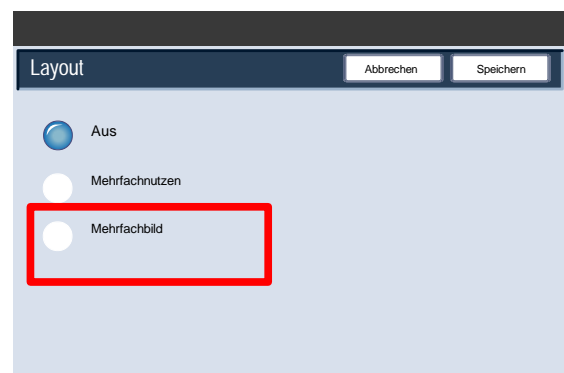 Layout Abbrechen Speichern
Aus
Mehrfachnutzen
Mehrfachbild